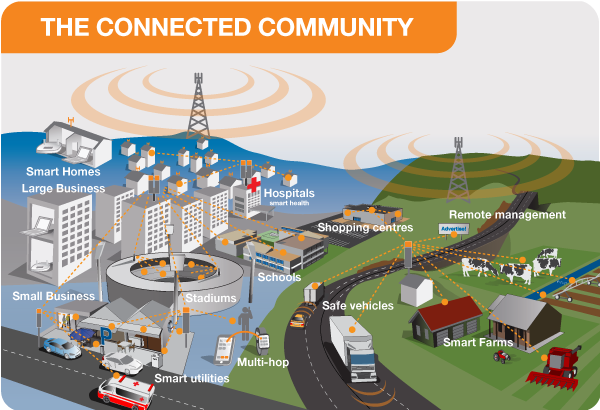 THE CONNECTED COMMUNITY
Smart Homes
Large Business
Hospitals
smart health
Remote management
Shopping centres
Advertise!
Schools
Small Business
Stadiums
Safe vehicles
Smart Farms
Multi-hop
Smart utilities